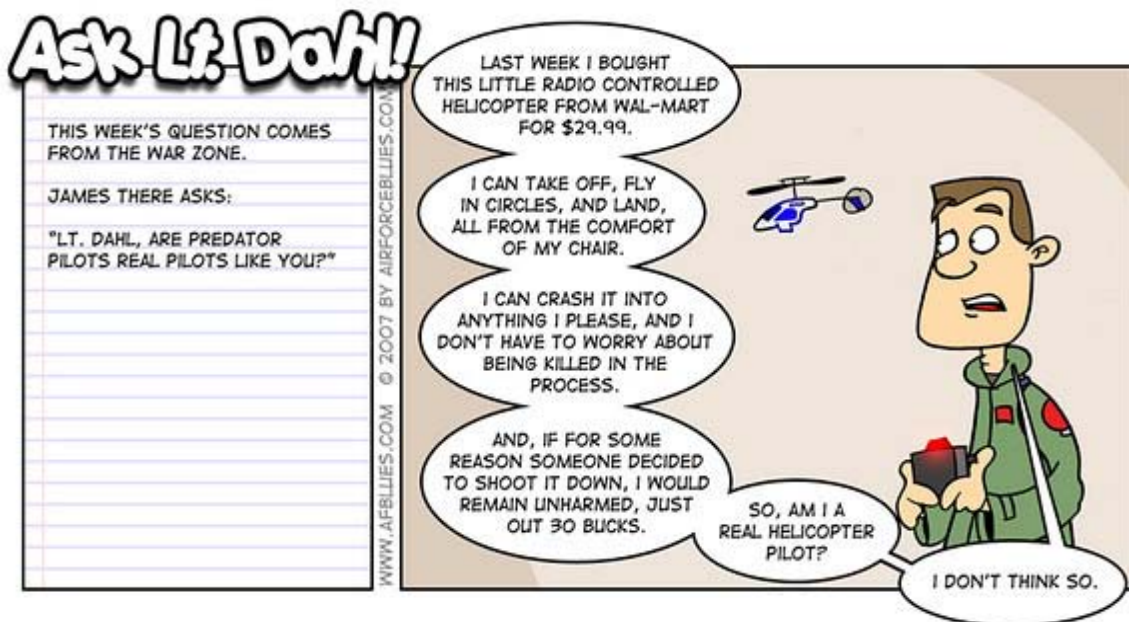 Ask Lt. Dahl!
THIS WEEK'S QUESTION COMES
FROM THE WAR ZONE.
JAMES THERE ASKS:
"LT. DAHL, ARE PREDATOR
PILOTS REAL PILOTS LIKE YOU?"
WWW.AFBLUES.COM © 2007 BY AIRFORCEBLUES.COM
LAST WEEK I BOUGHT
THIS LITTLE RADIO CONTROLLED
HELICOPTER FROM WAL-MART
FOR $29.99.
I CAN TAKE OFF, FLY
IN CIRCLES, AND LAND,
ALL FROM THE COMFORT
OF MY CHAIR.
I CAN CRASH IT INTO
ANYTHING I PLEASE, AND I
DON'T HAVE TO WORRY ABOUT
BEING KILLED IN THE
PROCESS.
AND, IF FOR SOME
REASON SOMEONE DECIDED
TO SHOOT IT DOWN, I WOULD
REMAIN UNHARMED, JUST
OUT 30 BUCKS.
SO, AM I A
REAL HELICOPTER
PILOT?
I DON'T THINK SO.